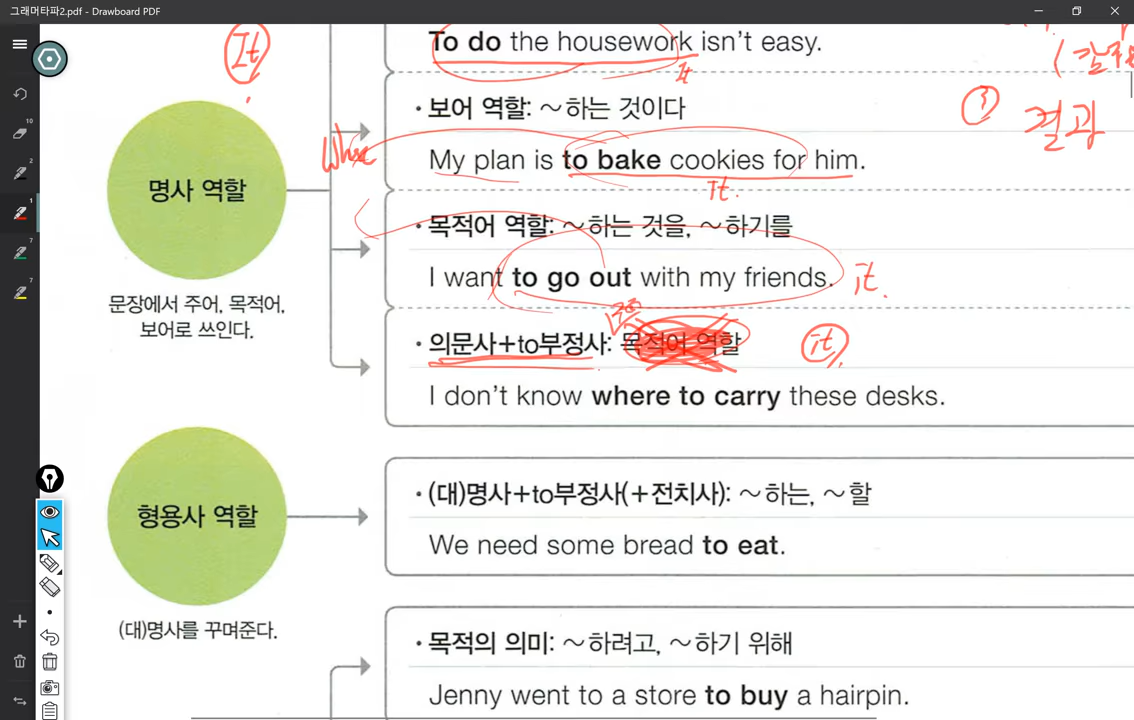 그래머타파2.pdf - Drawboard PDF
It
To do the housework isn't easy.
It
• 보어 역할: ~하는 것이다
결과
My plan is to bake cookies for him.
It.
명사 역할
• 목적어 역할: ~하는 것을, ~하기를
I want to go out with my friends.
it.
문장에서 주어, 목적어,
보어로 쓰인다.
• 의문사+to부정사: 목적어 역할
it
I don't know where to carry these desks.
형용사 역할
• (대)명사+to부정사(+전치사): ~하는, ~할
We need some bread to eat.
(대)명사를 꾸며준다.
• 목적의 의미: ~하려고, ~하기 위해
Jenny went to a store to buy a hairpin.
10
2
1
7
7